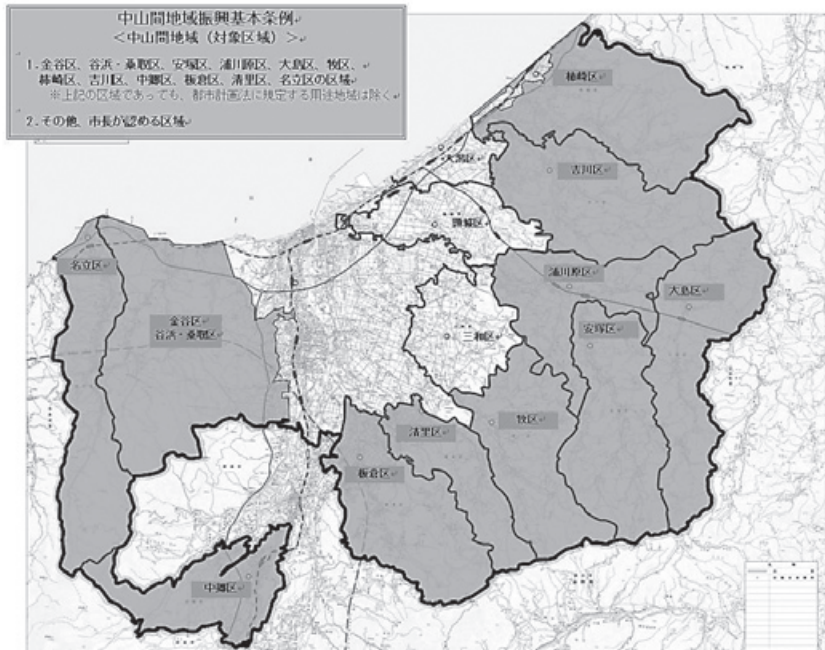 中山間地域振興基本条例
＜中山間地域（対象区域）＞
1.金谷区、谷浜・桑取区、安塚区、浦川原区、大島区、牧区、
柿崎区、吉川区、中郷区、板倉区、清里区、名立区の区域
※上記の区域であっても、都市計画法に規定する用途地域は除く
2.その他、市長が認める区域
柿崎区
大潟区
吉川区
頸城区
名立区
浦川原区
大島区
金谷区
谷浜・桑取区
三和区
安塚区
牧区
清里区
板倉区
中郷区